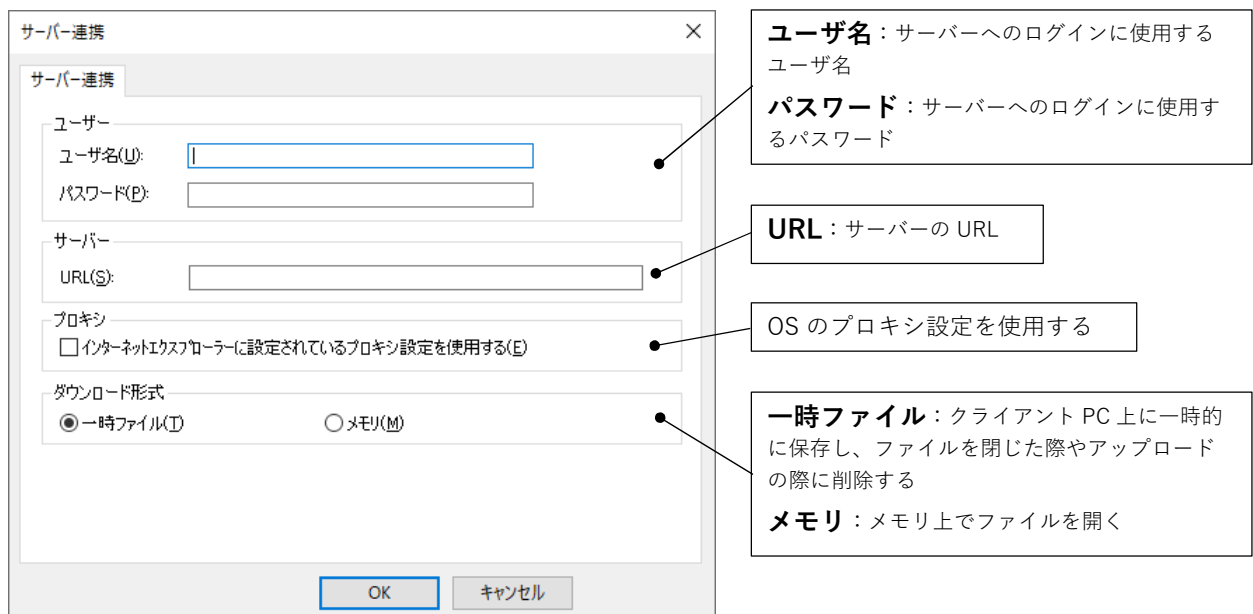 サーバー連携
サーバー連携
ユーザー
ユーザ名(U):
パスワード(P):
サーバー
URL(S):
プロキシ
インターネットエクスプローラーに設定されているプロキシ設定を使用する(E)
ダウンロード形式
一時ファイル(T)
メモリ(M)
OK
キャンセル
ユーザ名：サーバーへのログインに使用する
ユーザ名
パスワード：サーバーへのログインに使用す
るパスワード
URL：サーバーの URL
OS のプロキシ設定を使用する
一時ファイル：クライアント PC 上に一時的
に保存し、ファイルを閉じた際やアップロード
の際に削除する
メモリ：メモリ上でファイルを開く